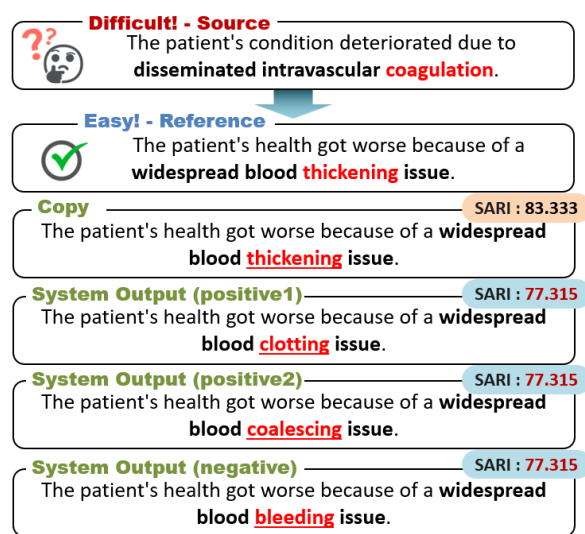 Difficult! - Source
??
The patient's condition deteriorated due to
disseminated intravascular coagulation.
Easy! - Reference
The patient's health got worse because of a
widespread blood thickening issue.
Copy
SARI : 83.333
The patient's health got worse because of a widespread
blood thickening issue.
System Output (positive1)
SARI : 77.315
The patient's health got worse because of a widespread
blood clotting issue.
System Output (positive2)
SARI : 77.315
The patient's health got worse because of a widespread
blood coalescing issue.
System Output (negative)
SARI : 77.315
The patient's health got worse because of a widespread
blood bleeding issue.